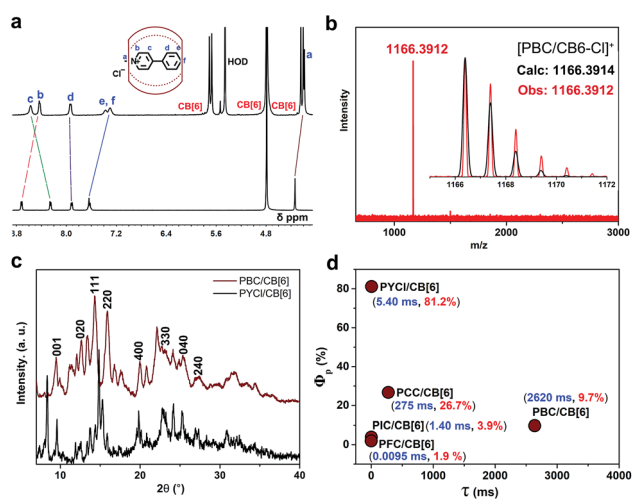 a
b c d e
a N+ f
Cl−
HOD
a
CB[6] CB[6] CB[6]
c b d e, f
δ ppm
3.8 8.0 7.2 5.6 4.8
b
1166.3912
[PBC/CB6-Cl]+
Calc: 1166.3914
Obs: 1166.3912
Intensity
1166 1168 1170 1172
1000 2000 3000
m/z
c
PBC/CB[6]
PYCl/CB[6]
001 020 111 220 400 330 040 240
Intensity. (a. u.)
10 20 30 40
2θ (°)
d
80
60
40
20
0
Φp (%)
PYCl/CB[6]
(5.40 ms, 81.2%)
PCC/CB[6]
(275 ms, 26.7%)
(2620 ms, 9.7%)
PBC/CB[6]
PIC/CB[6] (1.40 ms, 3.9%)
PFC/CB[6]
(0.0095 ms, 1.9 %)
0 1000 2000 3000 4000
τ (ms)